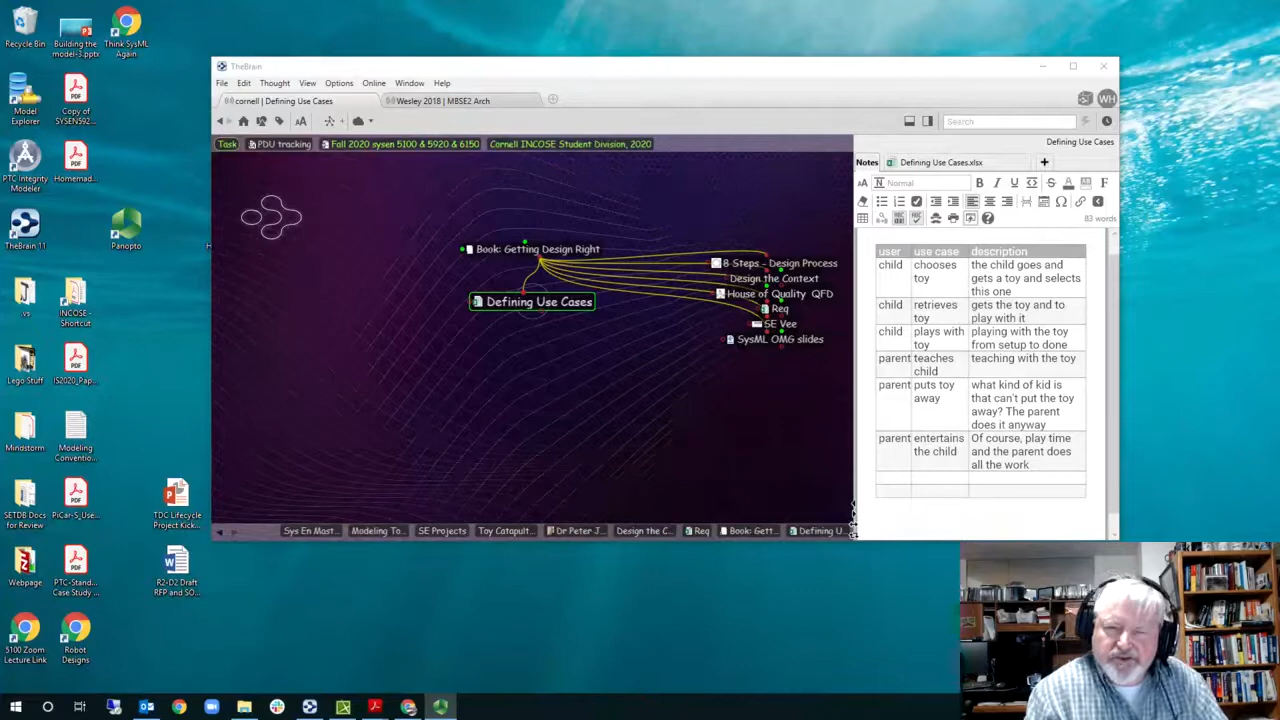 Recycle Bin
Building the
model-3.pptx
Think SysML
Again
Model
Explorer
Copy of
SYSEN592...
PTC Integrity
Modeler
Homemad...
TheBrain 11
Panopto
.vs
INCOSE -
Shortcut
Lego Stuff
IS2020_Pap...
Mindstorm
Modeling
Conventio...
SETDB Docs
for Review
PiCar-S_Use...
TDC Lifecycle
Project Kick...
Webpage
PTC-Stand...
Case Study ...
R2-D2 Draft
RFP and SO...
5100 Zoom
Lecture Link
Robot
Designs
TheBrain
File Edit Thought View Options Online Window Help
cornell | Defining Use Cases
Wesley 2018 | MBSE2 Arch
WH
Search
Task
PDU tracking
Fall 2020 sysen 5100 & 5920 & 6150
Cornell INCOSE Student Division, 2020
Book: Getting Design Right
Defining Use Cases
8 Steps - Design Process
Design the Context
House of Quality QFD
Req
SE Vee
SysML OMG slides
Sys En Mast... Modeling To... SE Projects Toy Catapult... Dr Peter J... Design the C... Req Book: Gett... Defining U...
Defining Use Cases
Notes
Defining Use Cases.xlsx
Normal
83 words
user use case description
child chooses toy the child goes and
gets a toy and selects
this one
child retrieves toy gets the toy and to
play with it
child plays with toy playing with the toy
from setup to done
parent teaches child teaching with the toy
parent puts toy away what kind of kid is
that can't put the toy
away? The parent
does it anyway
parent entertains the child Of course, play time
and the parent does
all the work